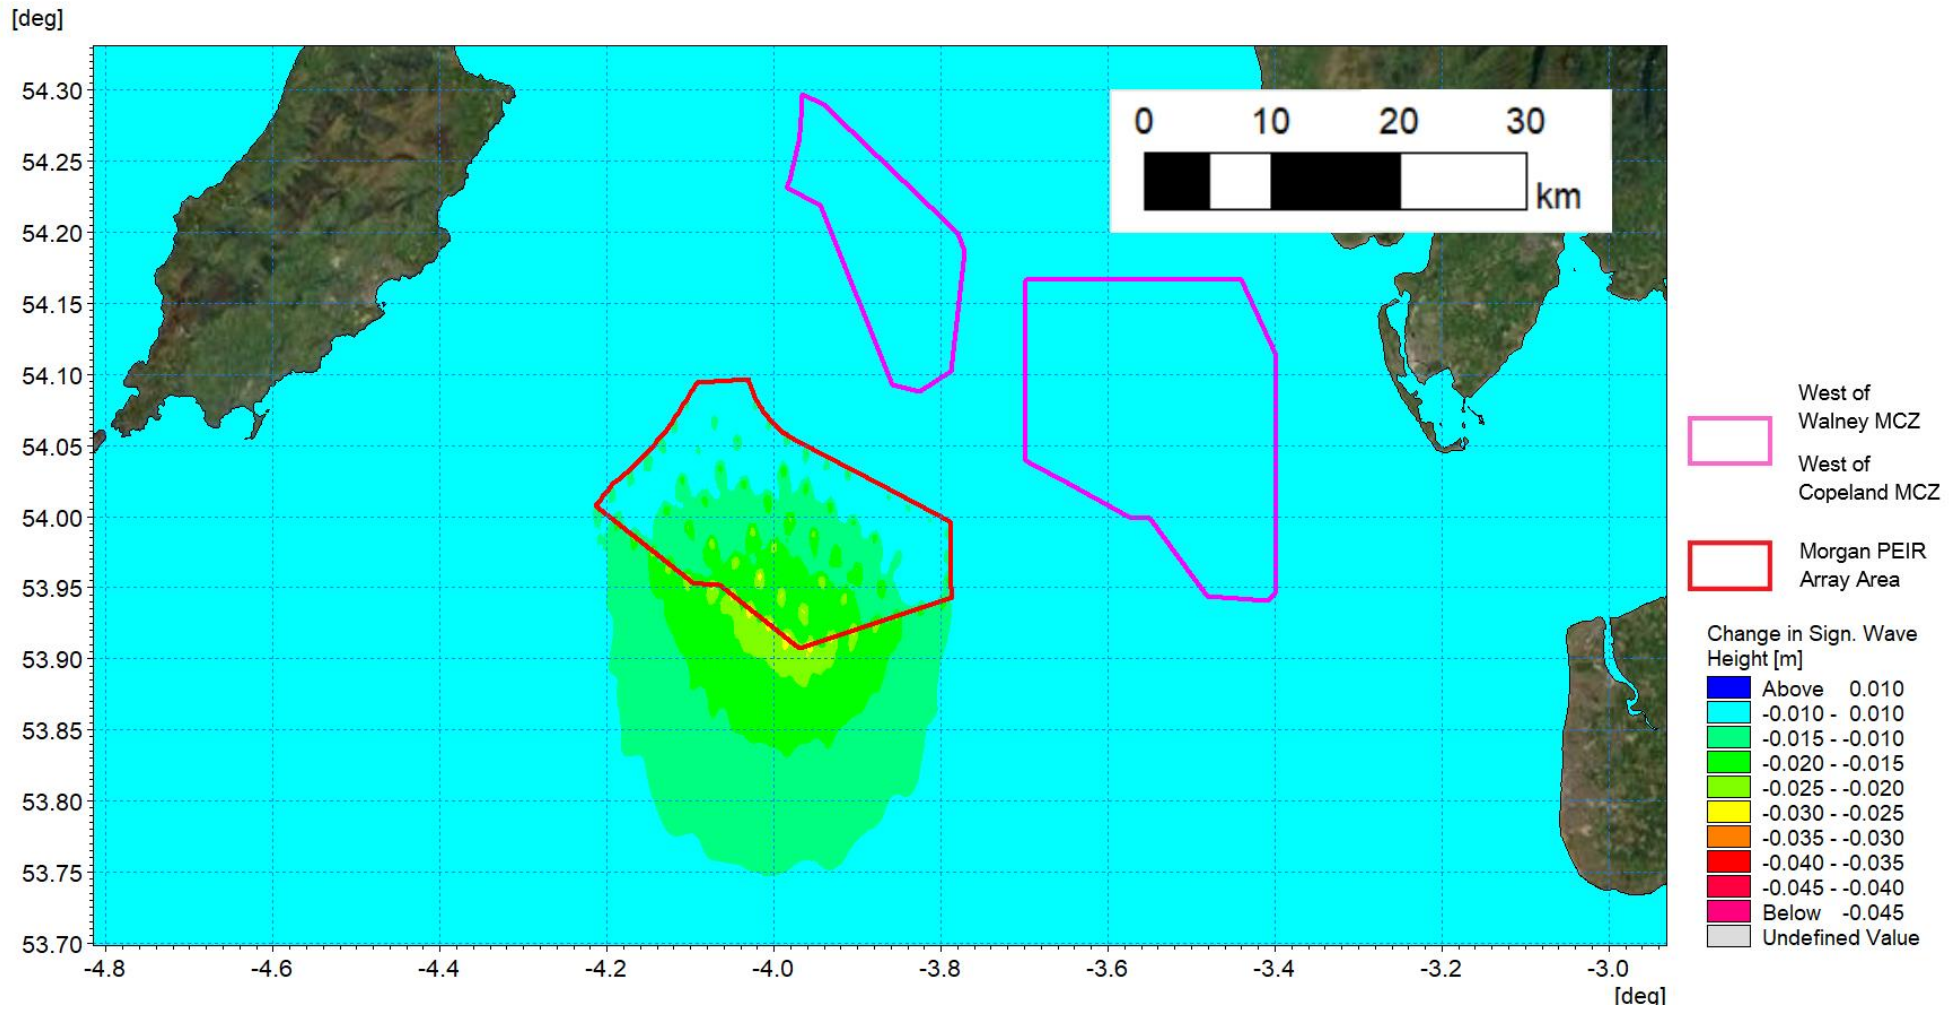 [deg]
54.30
54.25
54.20
54.15
54.10
54.05
54.00
53.95
53.90
53.85
53.80
53.75
53.70
-4.8 -4.6 -4.4 -4.2 -4.0 -3.8 -3.6 -3.4 -3.2 -3.0
[deg]
0 10 20 30
km
West of
Walney MCZ
West of
Copeland MCZ
Morgan PEIR
Array Area
Change in Sign. Wave
Height [m]
Above 0.010
-0.010 - 0.010
-0.015 - -0.010
-0.020 - -0.015
-0.025 - -0.020
-0.030 - -0.025
-0.035 - -0.030
-0.040 - -0.035
-0.045 - -0.040
Below -0.045
Undefined Value